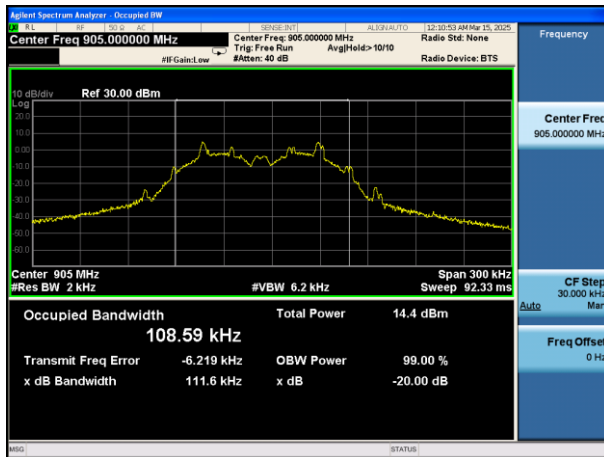 Agilent Spectrum Analyzer - Occupied BW
RL RF 50 Ω AC SENSE:INT ALIGNAUTO 12:10:53 AM Mar 15, 2025
Center Freq 905.000000 MHz Center Freq: 905.000000 MHz Radio Std: None
Trig: Free Run Avg|Hold:> 10/10
#IFGain:Low #Atten: 40 dB Radio Device: BTS
Frequency
10 dB/div Ref 30.00 dBm
Log
20.0
10.0
0.00
-10.0
-20.0
-30.0
-40.0
-50.0
-60.0
Center 905 MHz Span 300 kHz
#Res BW 2 kHz #VBW 6.2 kHz Sweep 92.33 ms
Occupied Bandwidth Total Power 14.4 dBm
108.59 kHz
Transmit Freq Error -6.219 kHz OBW Power 99.00 %
x dB Bandwidth 111.6 kHz x dB -20.00 dB
Center Freq
905.000000 MHz
CF Step
30.000 kHz
Auto Man
Freq Offset
0 Hz
MSG STATUS